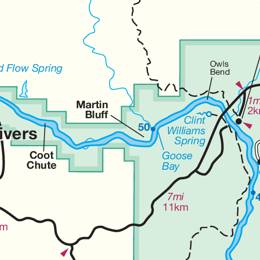 d Flow Spring
Owls
Bend
Martin
Bluff
1m
2k
50
Clint
Williams
Spring
ivers
Coot
Chute
Goose
Bay
7mi
11km
4
m